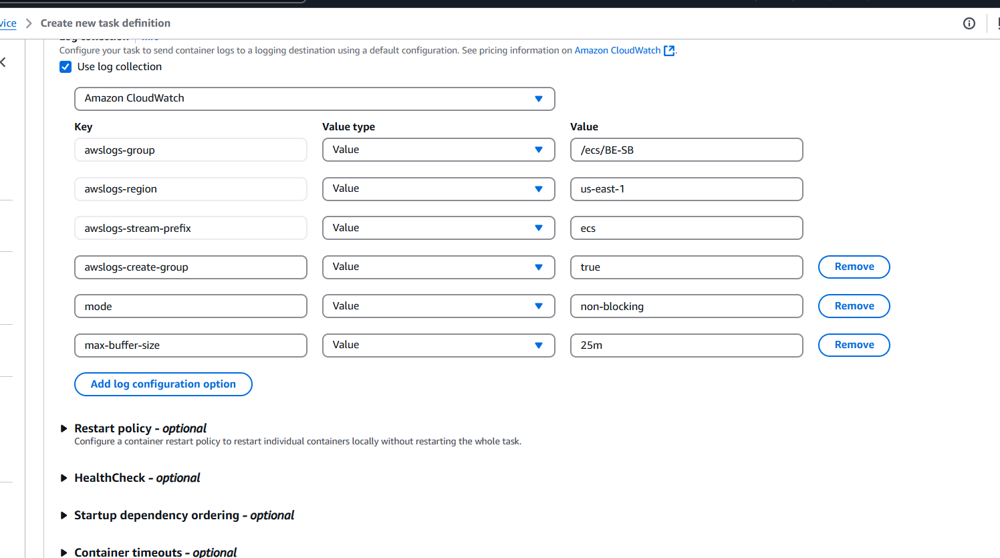 vice > Create new task definition
Configure your task to send container logs to a logging destination using a default configuration. See pricing information on Amazon CloudWatch.
Use log collection
Amazon CloudWatch
Key Value type Value
awslogs-group Value /ecs/BE-SB
awslogs-region Value us-east-1
awslogs-stream-prefix Value ecs
awslogs-create-group Value true Remove
mode Value non-blocking Remove
max-buffer-size Value 25m Remove
Add log configuration option
Restart policy - optional
Configure a container restart policy to restart individual containers locally without restarting the whole task.
HealthCheck - optional
Startup dependency ordering - optional
Container timeouts - optional